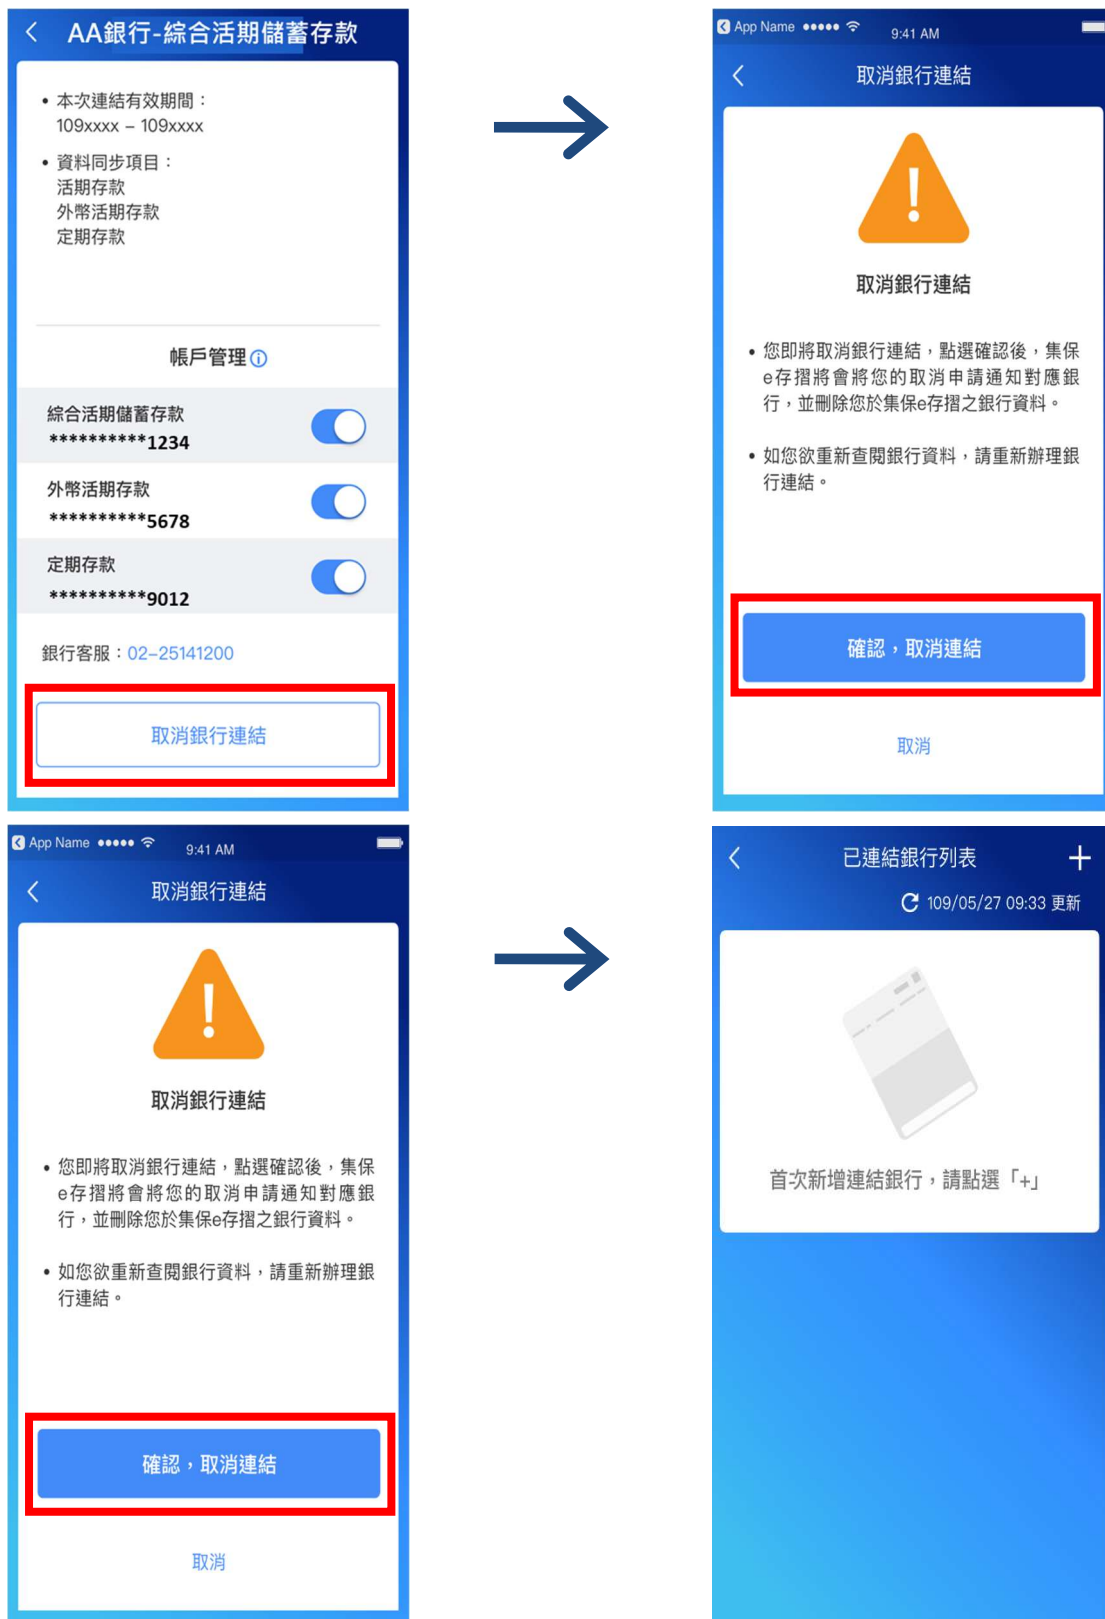 AA銀行-綜合活期儲蓄存款
• 本次連結有效期間：
109xxxx – 109xxxx
• 資料同步項目：
活期存款
外幣活期存款
定期存款
帳戶管理
綜合活期儲蓄存款
**********1234
外幣活期存款
**********5678
定期存款
**********9012
銀行客服：02–25141200
取消銀行連結
App Name 9:41 AM
取消銀行連結
!
取消銀行連結
• 您即將取消銀行連結，點選確認後，集保
e存摺將會將您的取消申請通知對應銀
行，並刪除您於集保e存摺之銀行資料。
• 如您欲重新查閱銀行資料，請重新辦理銀
行連結。
確認，取消連結
取消
App Name 9:41 AM
取消銀行連結
!
取消銀行連結
• 您即將取消銀行連結，點選確認後，集保
e存摺將會將您的取消申請通知對應銀
行，並刪除您於集保e存摺之銀行資料。
• 如您欲重新查閱銀行資料，請重新辦理銀
行連結。
確認，取消連結
取消
已連結銀行列表 +
109/05/27 09:33 更新
首次新增連結銀行，請點選「+」